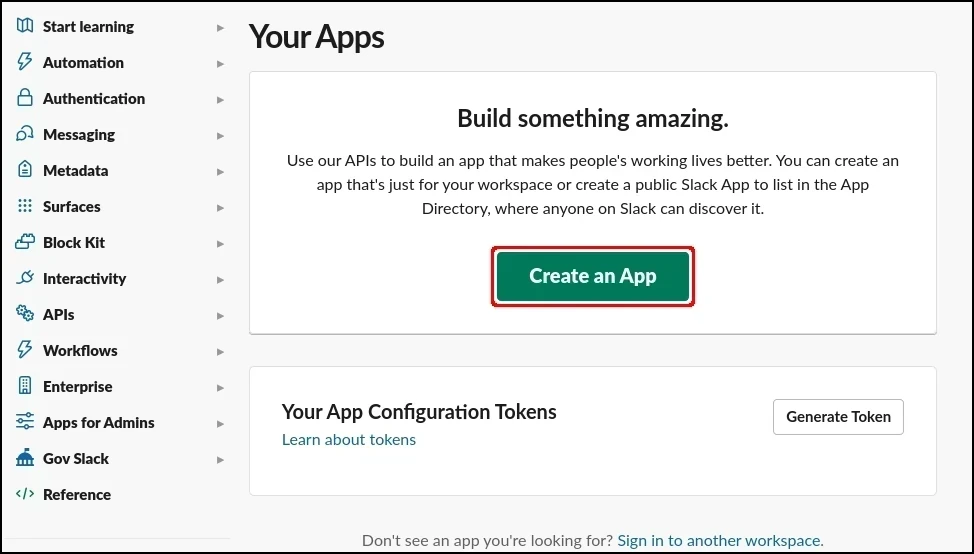 Start learning
Automation
Authentication
Messaging
Metadata
Surfaces
Block Kit
Interactivity
APIs
Workflows
Enterprise
Apps for Admins
Gov Slack
Reference
Your Apps
Build something amazing.
Use our APIs to build an app that makes people's working lives better. You can create an
app that's just for your workspace or create a public Slack App to list in the App
Directory, where anyone on Slack can discover it.
Create an App
Your App Configuration Tokens
Learn about tokens
Generate Token
Don't see an app you're looking for? Sign in to another workspace.